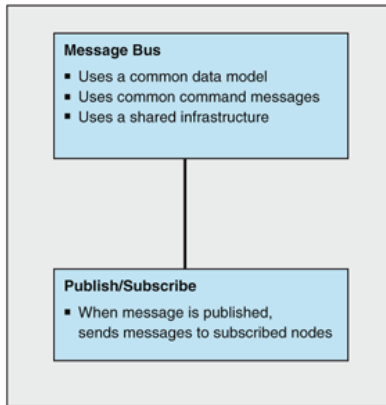 Message Bus
▪ Uses a common data model
▪ Uses common command messages
▪ Uses a shared infrastructure
Publish/Subscribe
▪ When message is published,
sends messages to subscribed nodes